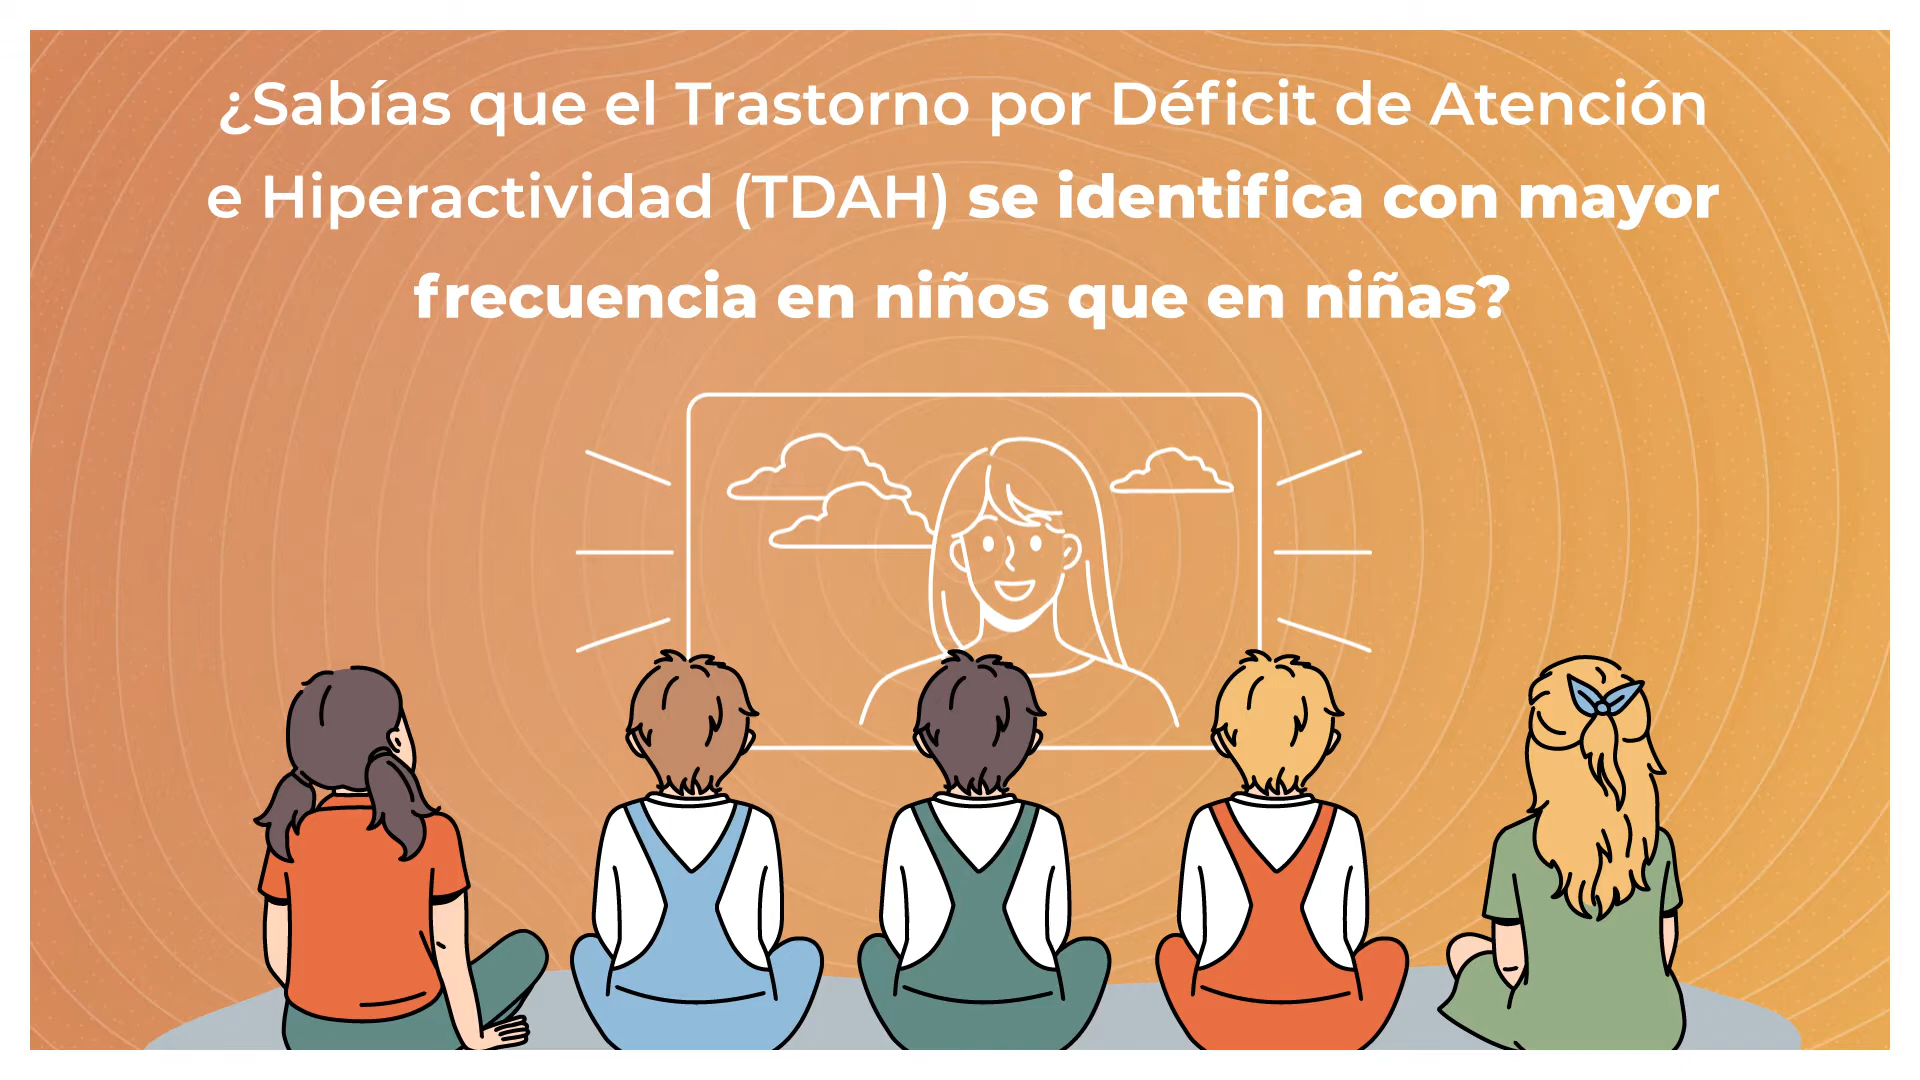 ¿Sabías que el Trastorno por Déficit de Atención
e Hiperactividad (TDAH) se identifica con mayor
frecuencia en niños que en niñas?